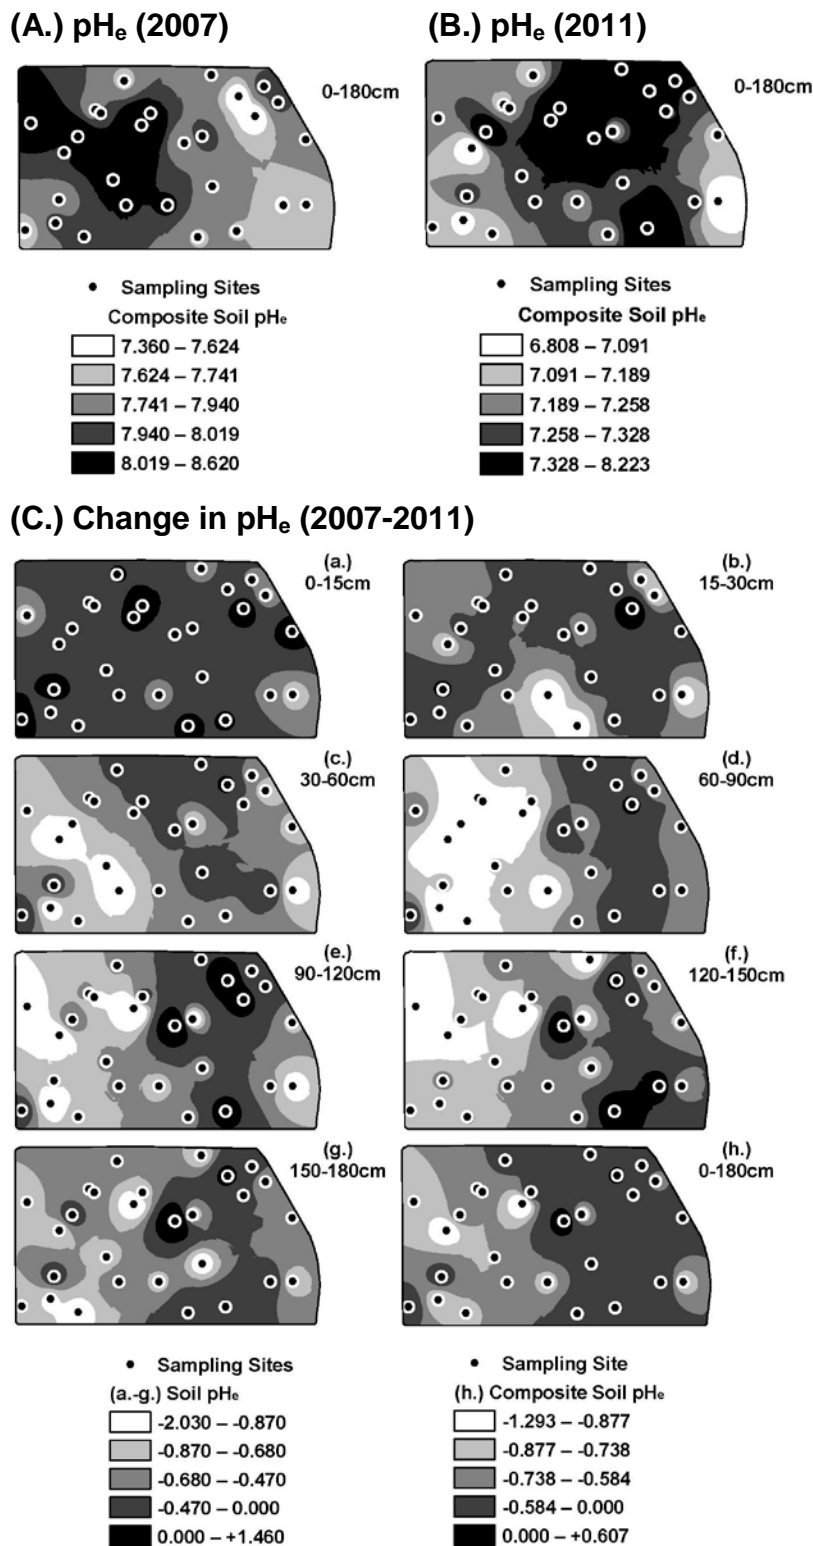 (A.) pHe (2007)
(B.) pHe (2011)
0-180cm
0-180cm
Sampling Sites
Composite Soil pHe
7.360 – 7.624
7.624 – 7.741
7.741 – 7.940
7.940 – 8.019
8.019 – 8.620
Sampling Sites
Composite Soil pHe
6.808 – 7.091
7.091 – 7.189
7.189 – 7.258
7.258 – 7.328
7.328 – 8.223
(C.) Change in pHe (2007-2011)
(a.)
0-15cm
(b.)
15-30cm
(c.)
30-60cm
(d.)
60-90cm
(e.)
90-120cm
(f.)
120-150cm
(g.)
150-180cm
(h.)
0-180cm
Sampling Sites
(a.-g.) Soil pHe
-2.030 – -0.870
-0.870 – -0.680
-0.680 – -0.470
-0.470 – 0.000
0.000 – +1.460
Sampling Site
(h.) Composite Soil pHe
-1.293 – -0.877
-0.877 – -0.738
-0.738 – -0.584
-0.584 – 0.000
0.000 – +0.607